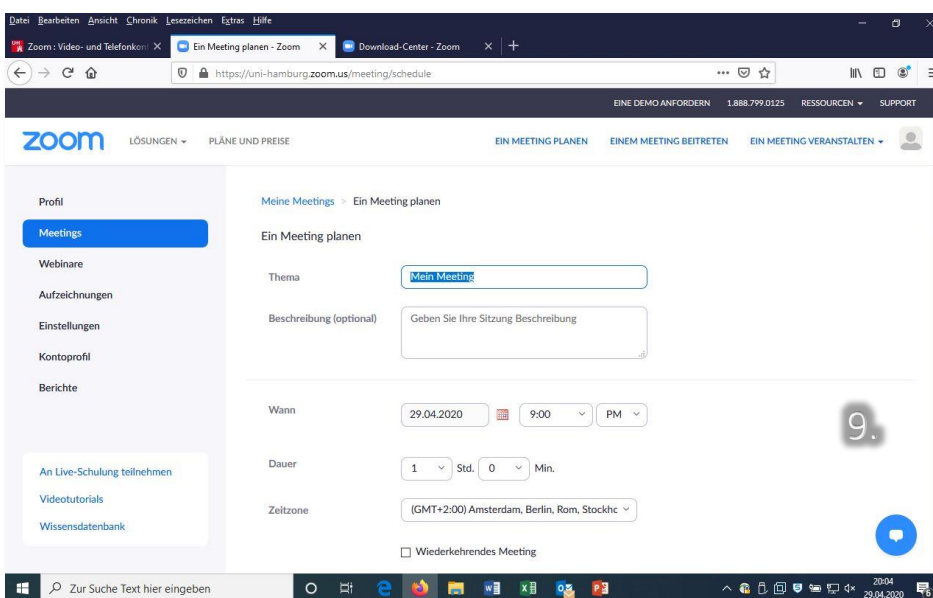 Datei Bearbeiten Ansicht Chronik Lesezeichen Extras Hilfe
Zoom : Video- und Telefonkon Ein Meeting planen - Zoom Download-Center - Zoom
https://uni-hamburg.zoom.us/meeting/schedule
EINE DEMO ANFORDERN 1.888.799.0125 RESSOURCEN SUPPORT
zoom LÖSUNGEN PLÄNE UND PREISE EIN MEETING PLANEN EINEM MEETING BEITRETEN EIN MEETING VERANSTALTEN
Profil
Meetings
Webinare
Aufzeichnungen
Einstellungen
Kontoprofil
Berichte
An Live-Schulung teilnehmen
Videotutorials
Wissensdatenbank
Meine Meetings > Ein Meeting planen
Ein Meeting planen
Thema Mein Meeting
Beschreibung (optional) Geben Sie Ihre Sitzung Beschreibung
Wann 29.04.2020 9:00 PM
9.
Dauer 1 Std. 0 Min.
Zeitzone (GMT+2:00) Amsterdam, Berlin, Rom, Stockhc
Wiederkehrendes Meeting
Zur Suche Text hier eingeben
20:04
29.04.2020